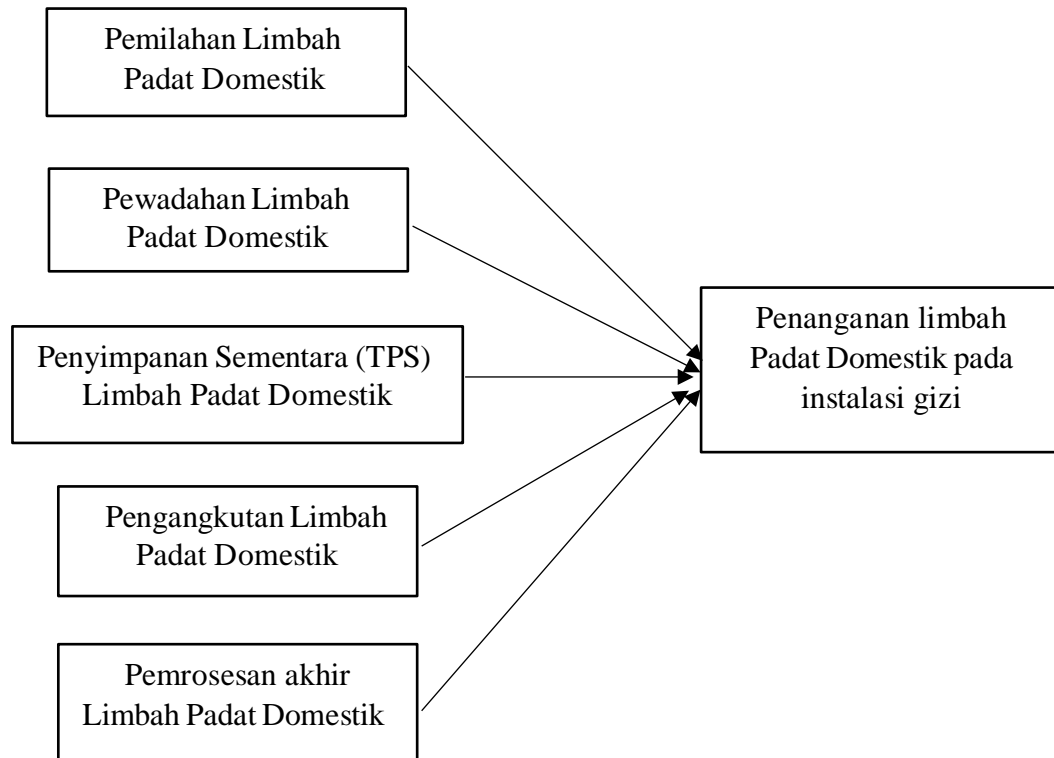 Pemilahan Limbah
Padat Domestik
Pewadahan Limbah
Padat Domestik
Penyimpanan Sementara (TPS)
Limbah Padat Domestik
Pengangkutan Limbah
Padat Domestik
Pemrosesan akhir
Limbah Padat Domestik
Penanganan limbah
Padat Domestik pada
instalasi gizi